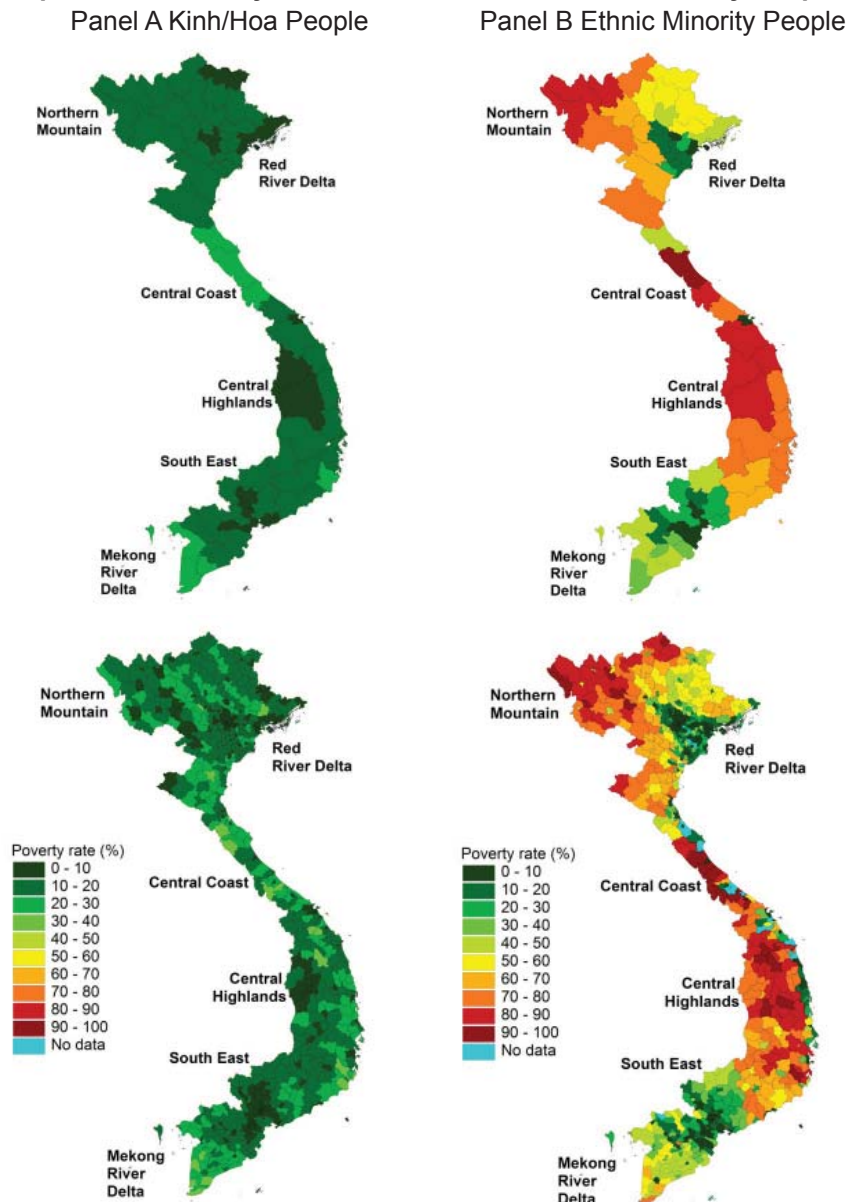 Panel A Kinh/Hoa People
Panel B Ethnic Minority People
Northern
Mountain
Red
River Delta
Central Coast
Central
Highlands
South East
Mekong
River
Delta
Northern
Mountain
Red
River Delta
Central Coast
Central
Highlands
South East
Mekong
River
Delta
Northern
Mountain
Red
River Delta
Poverty rate (%)
0 - 10
10 - 20
20 - 30
30 - 40
40 - 50
50 - 60
60 - 70
70 - 80
80 - 90
90 - 100
No data
Central Coast
Central
Highlands
South East
Mekong
River
Delta
Northern
Mountain
Red
River Delta
Poverty rate (%)
0 - 10
10 - 20
20 - 30
30 - 40
40 - 50
50 - 60
60 - 70
70 - 80
80 - 90
90 - 100
No data
Central Coast
Central
Highlands
South East
Mekong
River
Delta